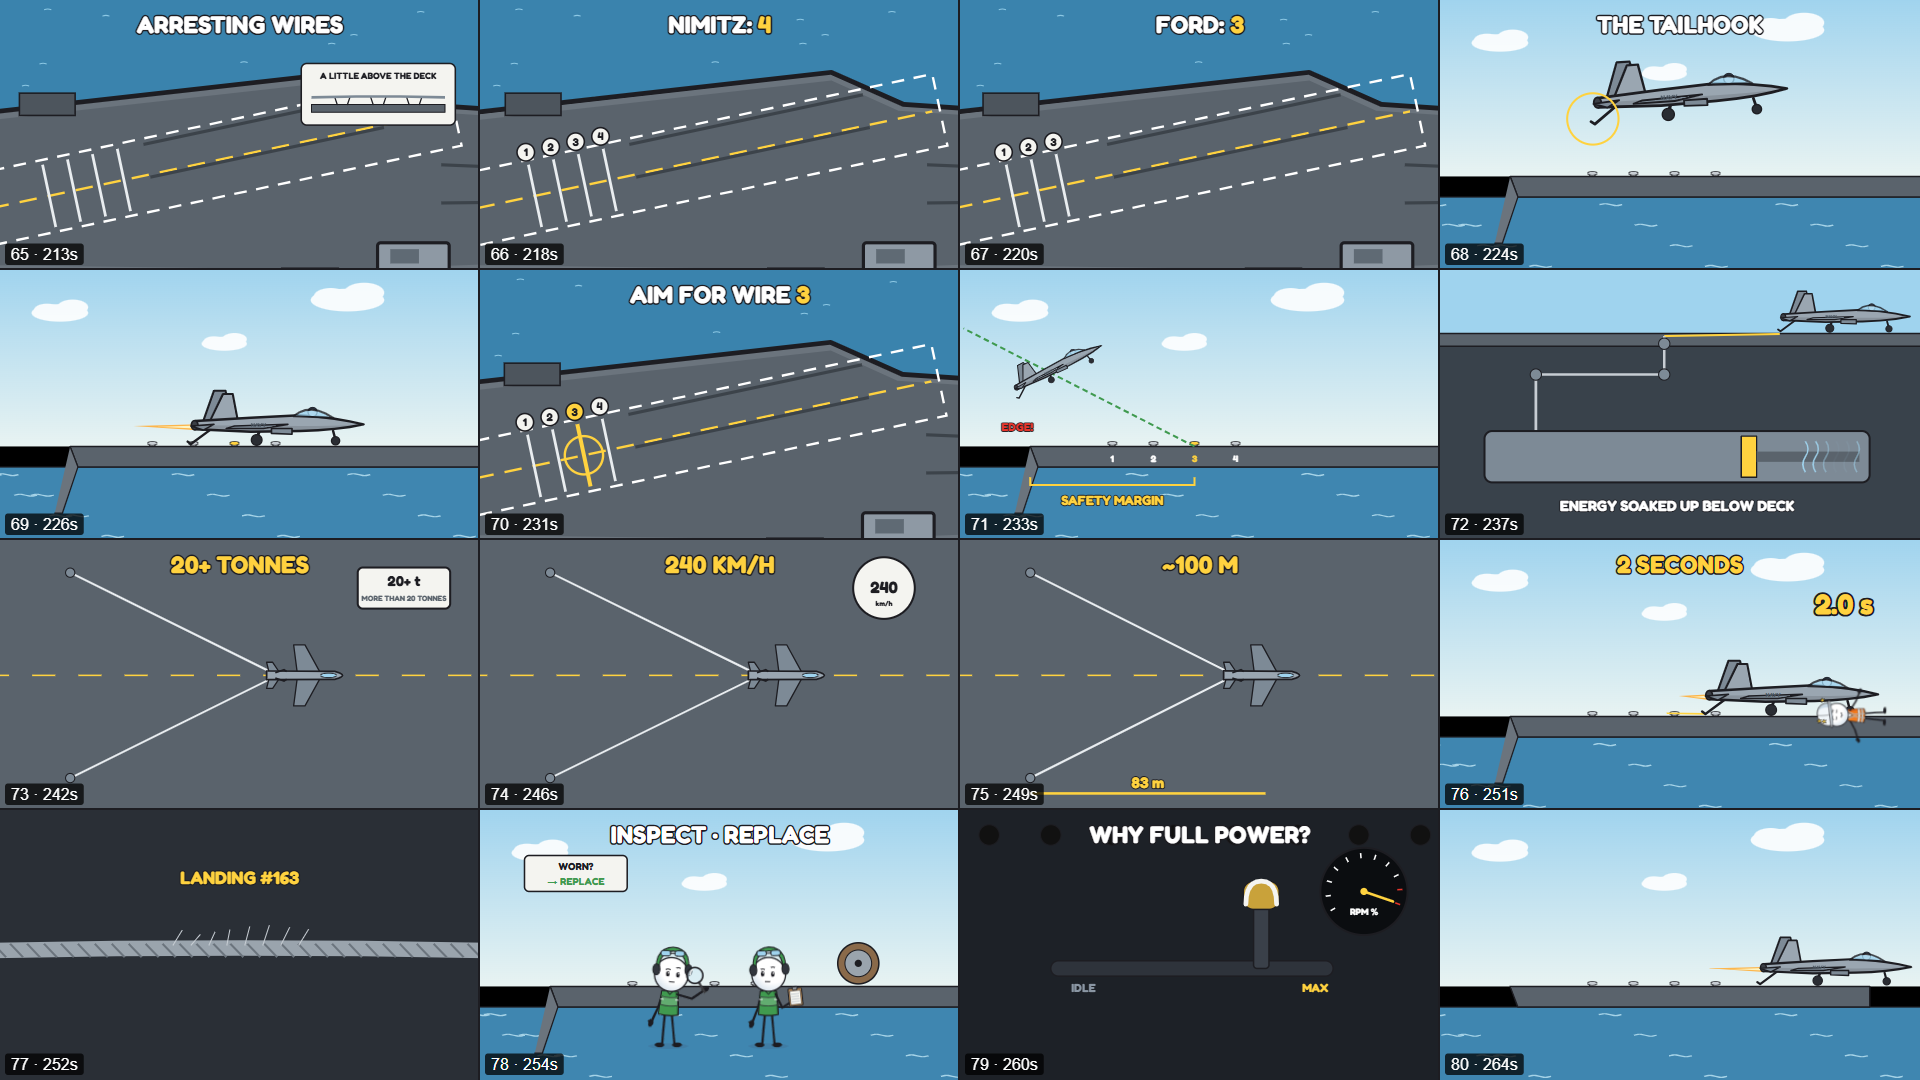 ARRESTING WIRES
A LITTLE ABOVE THE DECK
65 · 213s
NIMITZ: 4
1
2
3
4
66 · 218s
FORD: 3
1
2
3
67 · 220s
THE TAILHOOK
68 · 224s
69 · 226s
AIM FOR WIRE 3
1
2
3
4
70 · 231s
EDGE!
1 2 3 4
SAFETY MARGIN
71 · 233s
ENERGY SOAKED UP BELOW DECK
72 · 237s
20+ TONNES
20+ t
MORE THAN 20 TONNES
73 · 242s
240 KM/H
240
km/h
74 · 246s
~100 M
83 m
75 · 249s
2 SECONDS
2.0 s
76 · 251s
LANDING #163
77 · 252s
INSPECT · REPLACE
WORN?
→ REPLACE
78 · 254s
WHY FULL POWER?
RPM %
IDLE
MAX
79 · 260s
80 · 264s